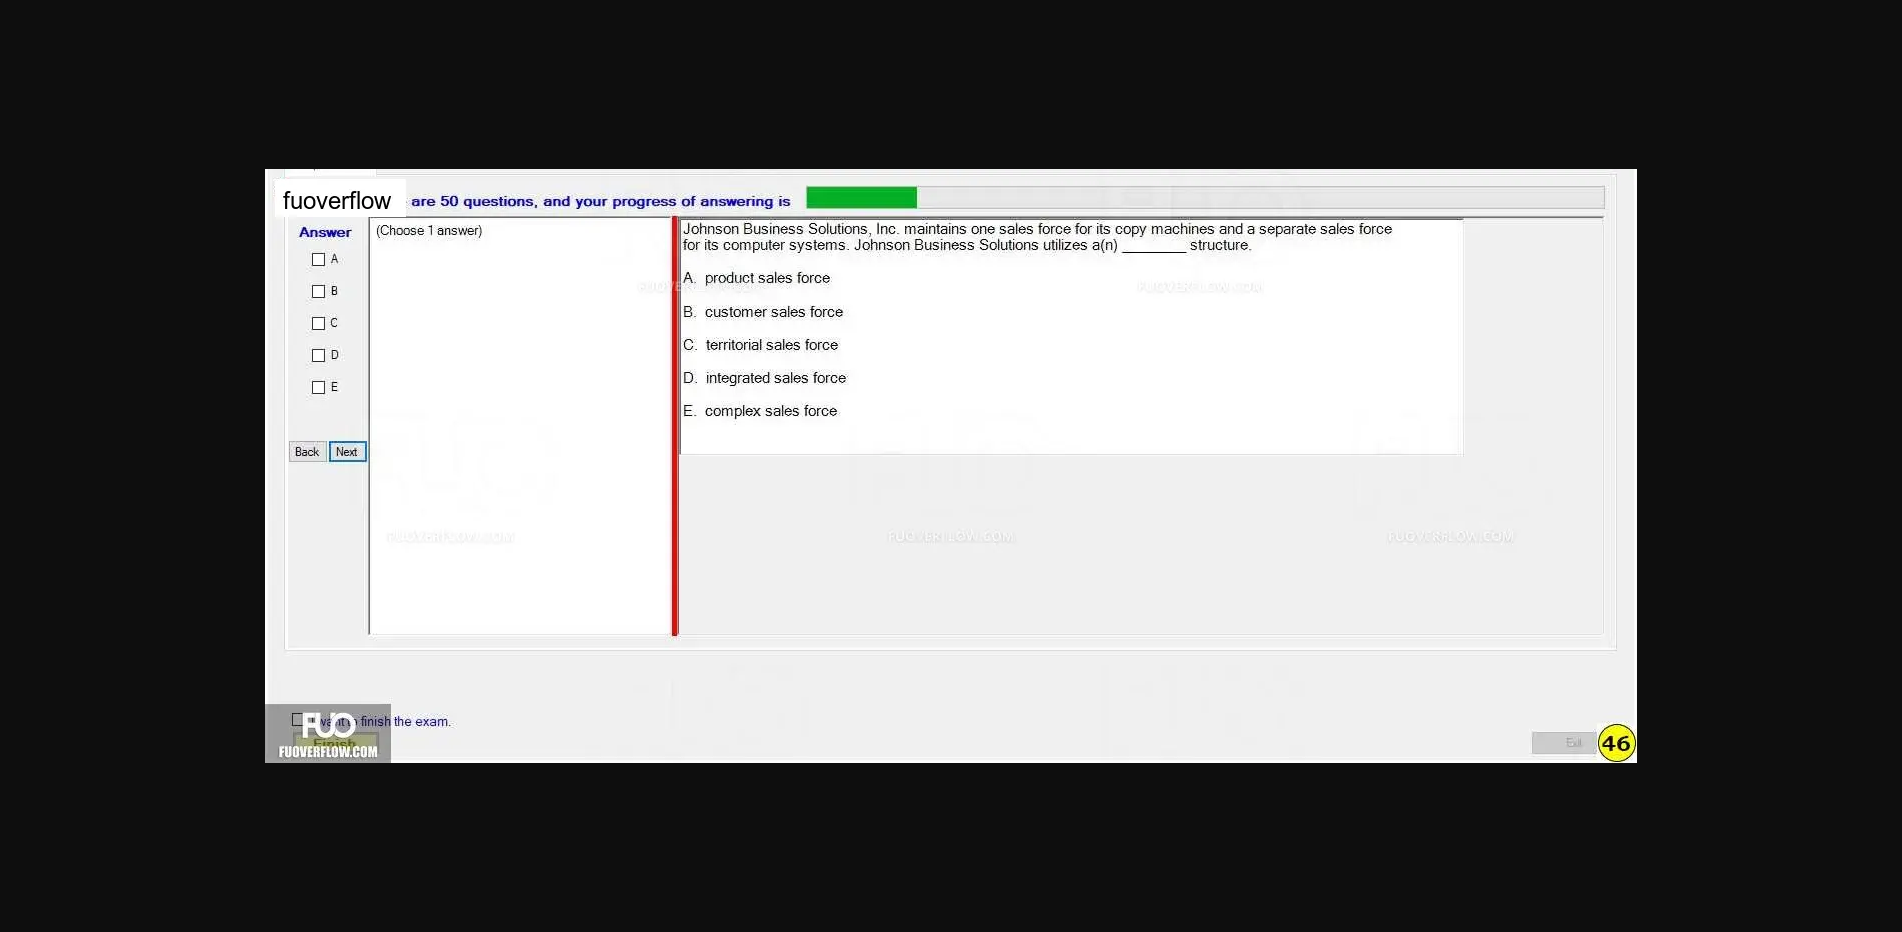 fuoverflow are 50 questions, and your progress of answering is
Answer
A
B
C
D
E
Back Next
(Choose 1 answer)
Johnson Business Solutions, Inc. maintains one sales force for its copy machines and a separate sales force
for its computer systems. Johnson Business Solutions utilizes a(n) ________ structure.
A. product sales force
B. customer sales force
C. territorial sales force
D. integrated sales force
E. complex sales force
FUOVERFLOW.COM
FUOVERFLOW.COM
FUOVERFLOW.COM
FUOVERFLOW.COM
I want to finish the exam.
Finish
FUO
FUOVERFLOW.COM
Exit
46